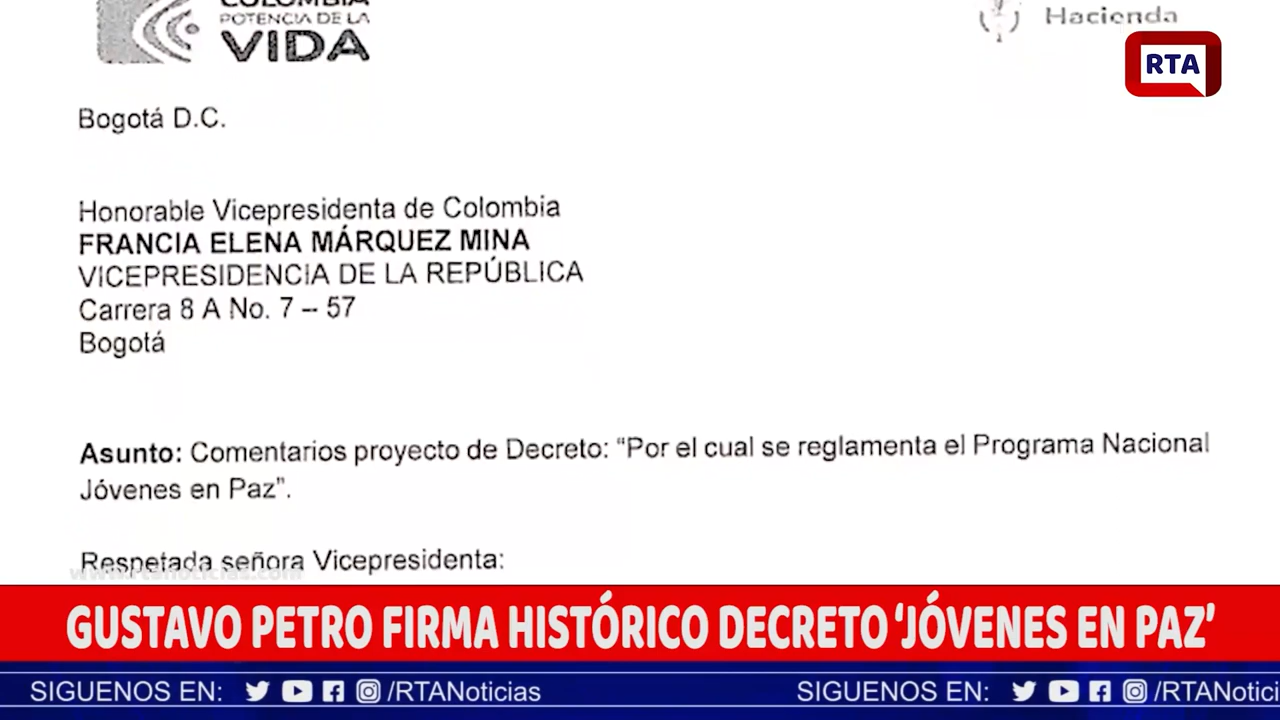 COLOMBIA
POTENCIA DE LA
VIDA
Hacienda
RTA
Bogotá D.C.
Honorable Vicepresidenta de Colombia
FRANCIA ELENA MÁRQUEZ MINA
VICEPRESIDENCIA DE LA REPÚBLICA
Carrera 8 A No. 7 – 57
Bogotá
Asunto: Comentarios proyecto de Decreto: “Por el cual se reglamenta el Programa Nacional
Jóvenes en Paz”.
Respetada señora Vicepresidenta:
www.rtanoticias.com
GUSTAVO PETRO FIRMA HISTÓRICO DECRETO ‘JÓVENES EN PAZ’
SIGUENOS EN: /RTANoticias SIGUENOS EN: /RTANotici